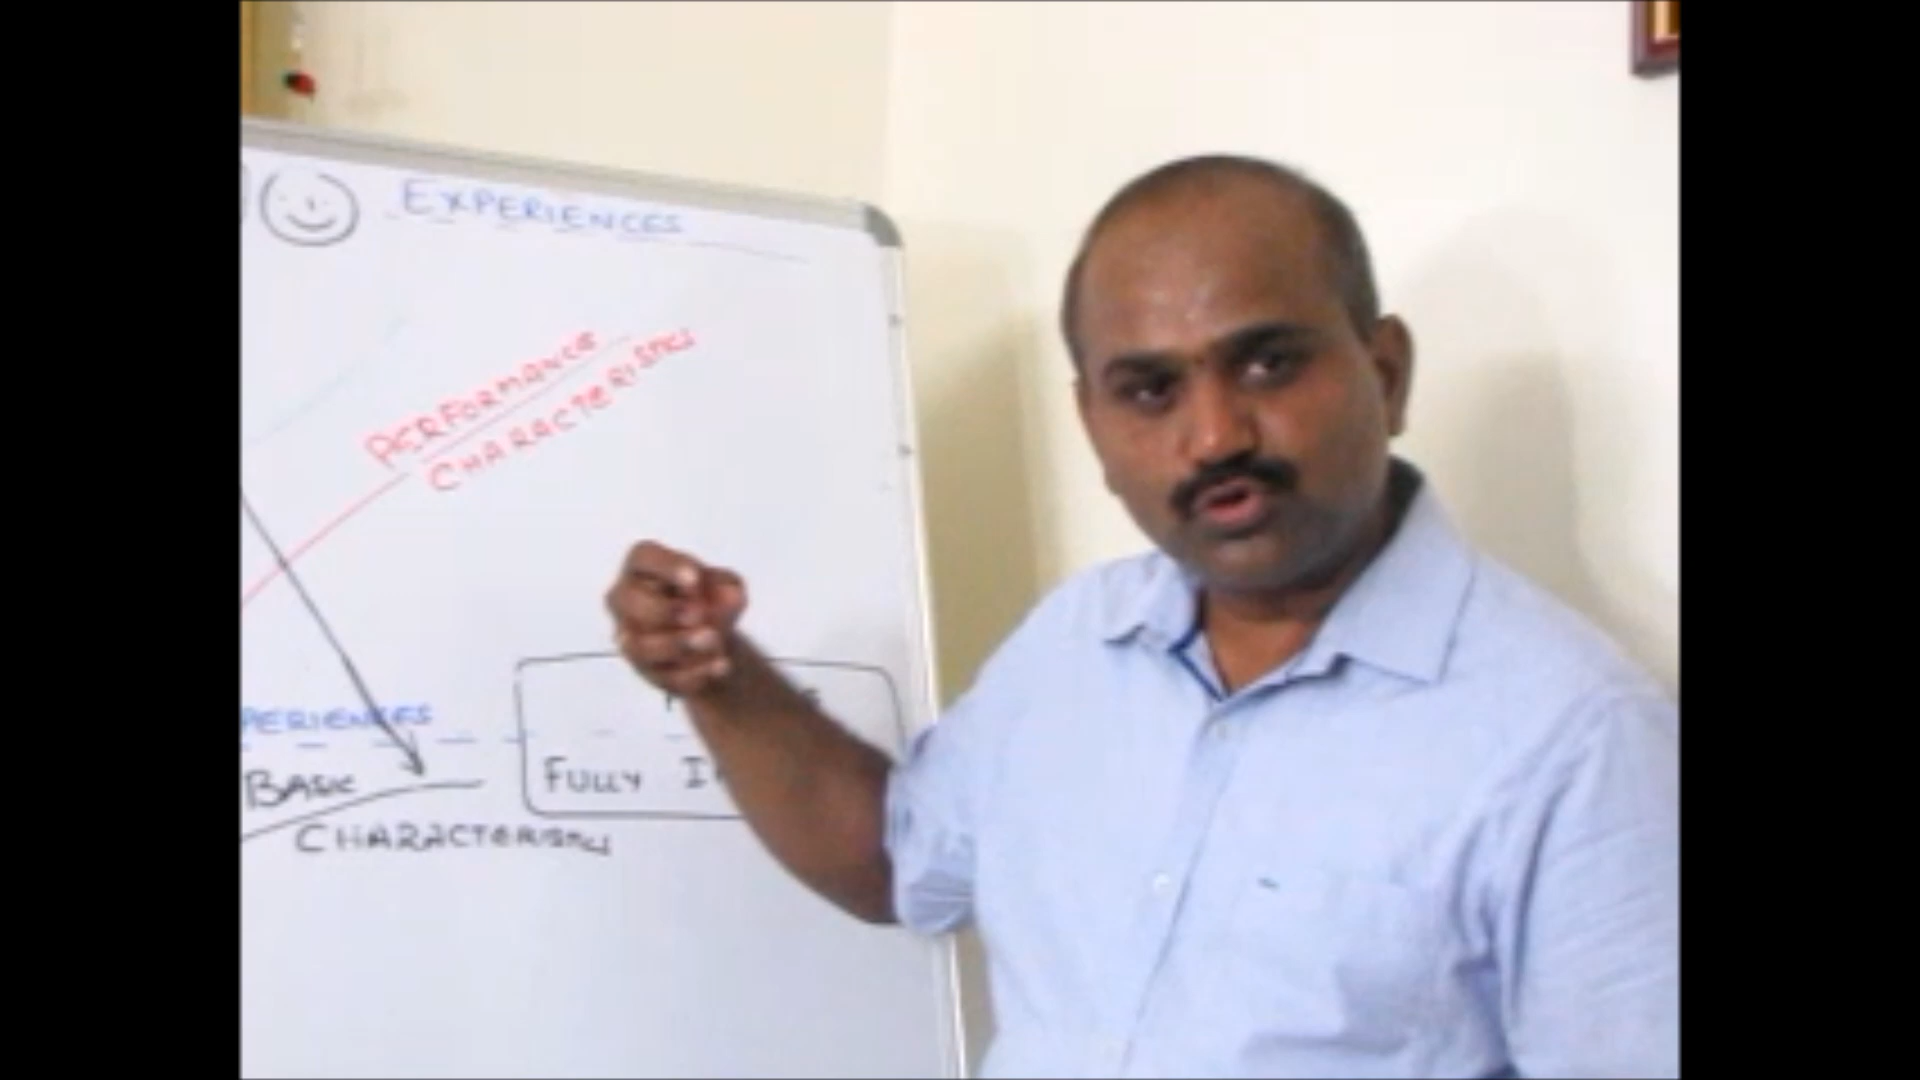 EXPERIENCES
PERFORMANCE
CHARACTERISTICS
PERIENCES
BASIC
FULLY
CHARACTERISTICS